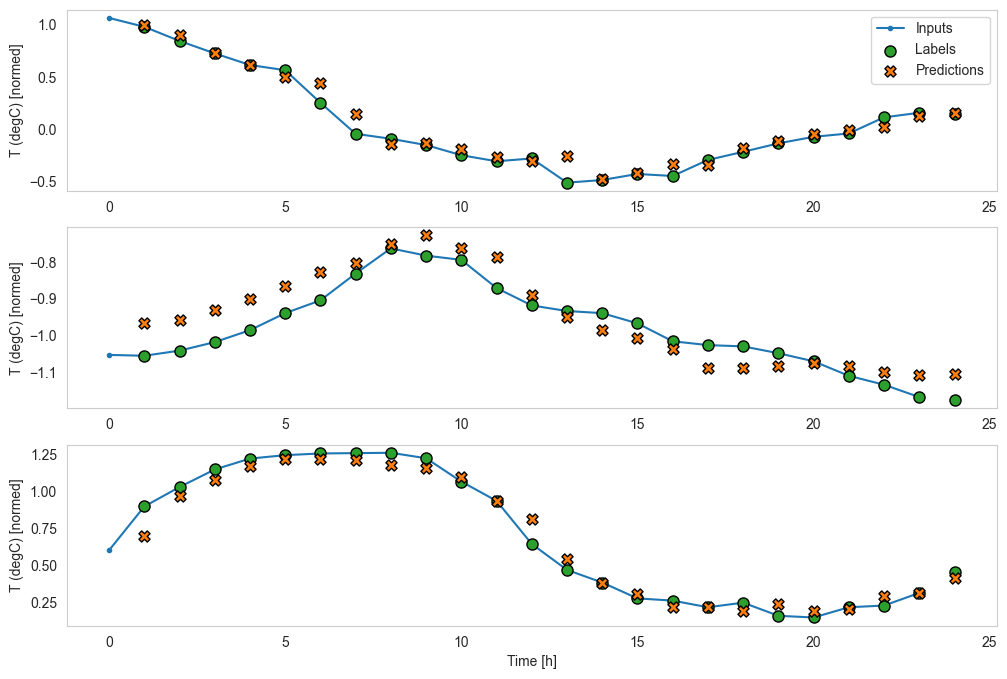 T (degC) [normed]
1.0
0.5
0.0
−0.5
Inputs
Labels
Predictions
0 5 10 15 20 25
T (degC) [normed]
−0.8
−0.9
−1.0
−1.1
0 5 10 15 20 25
T (degC) [normed]
1.25
1.00
0.75
0.50
0.25
0 5 10 15 20 25
Time [h]